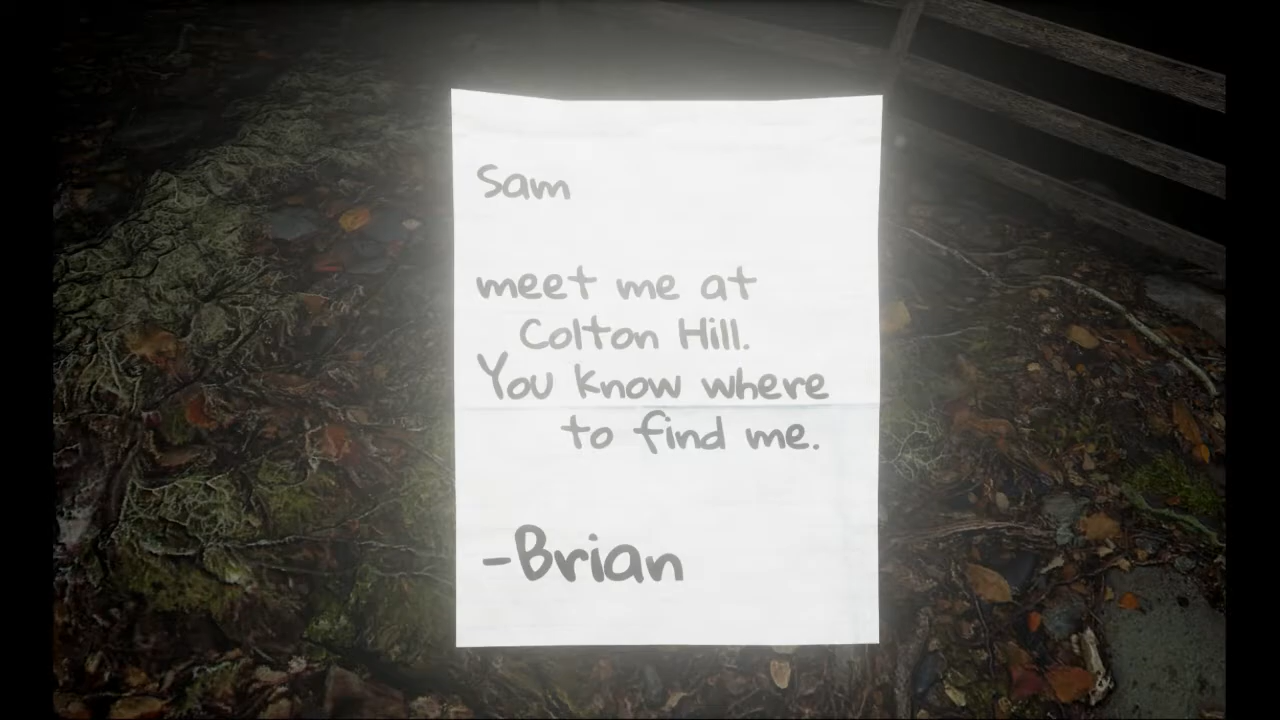 Sam
meet me at
Colton Hill.
You know where
to find me.
-Brian